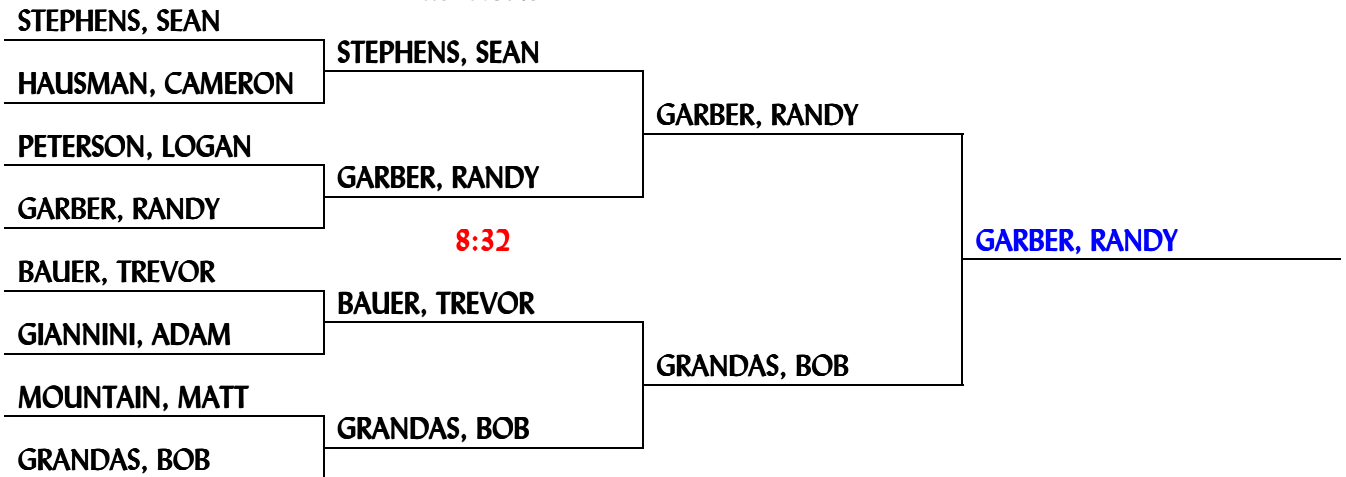 STEPHENS, SEAN
HAUSMAN, CAMERON
PETERSON, LOGAN
GARBER, RANDY
BAUER, TREVOR
GIANNINI, ADAM
MOUNTAIN, MATT
GRANDAS, BOB
STEPHENS, SEAN
GARBER, RANDY
8:32
BAUER, TREVOR
GRANDAS, BOB
GARBER, RANDY
GRANDAS, BOB
GARBER, RANDY